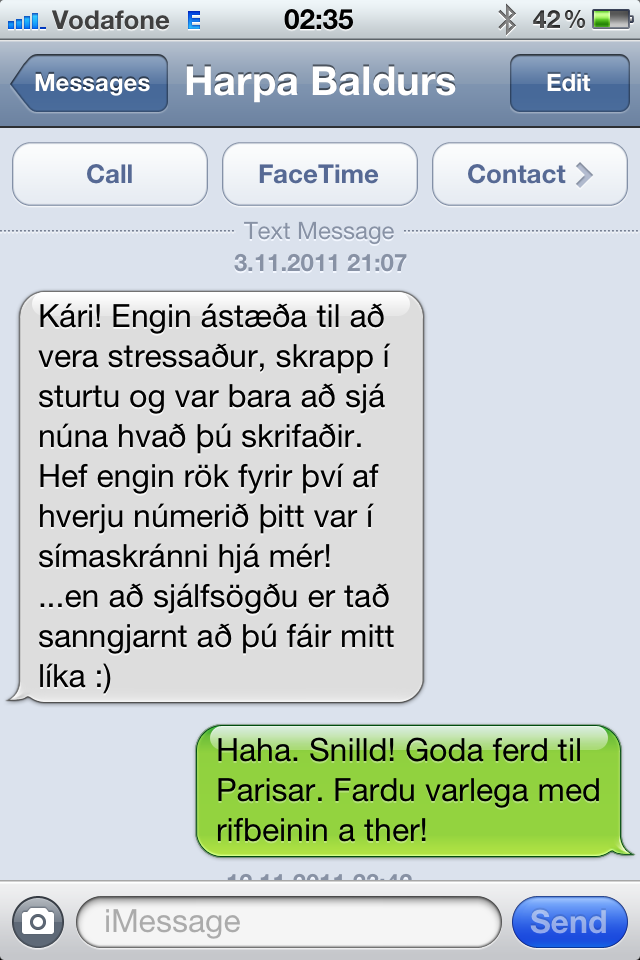 Vodafone E 02:35 42%
Messages Harpa Baldurs Edit
Call FaceTime Contact
Text Message
3.11.2011 21:07
Kári! Engin ástæða til að
vera stressaður, skrapp í
sturtu og var bara að sjá
núna hvað þú skrifaðir.
Hef engin rök fyrir því af
hverju númerið þitt var í
símaskránni hjá mér!
...en að sjálfsögðu er tað
sanngjarnt að þú fáir mitt
líka :)
Haha. Snilld! Goda ferd til
Parisar. Fardu varlega med
rifbeinin a ther!
iMessage Send